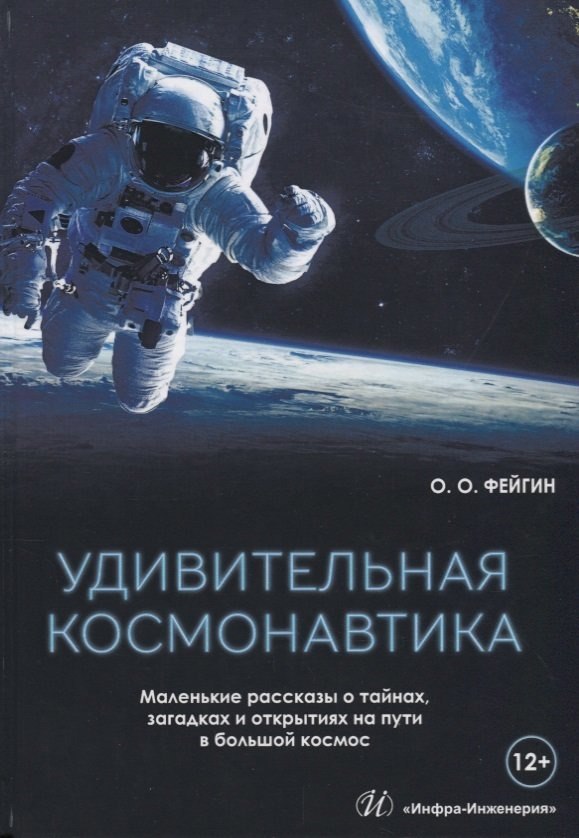 О. О. ФЕЙГИН
УДИВИТЕЛЬНАЯ
КОСМОНАВТИКА
Маленькие рассказы о тайнах,
загадках и открытиях на пути
в большой космос
12+
«Инфра-Инженерия»